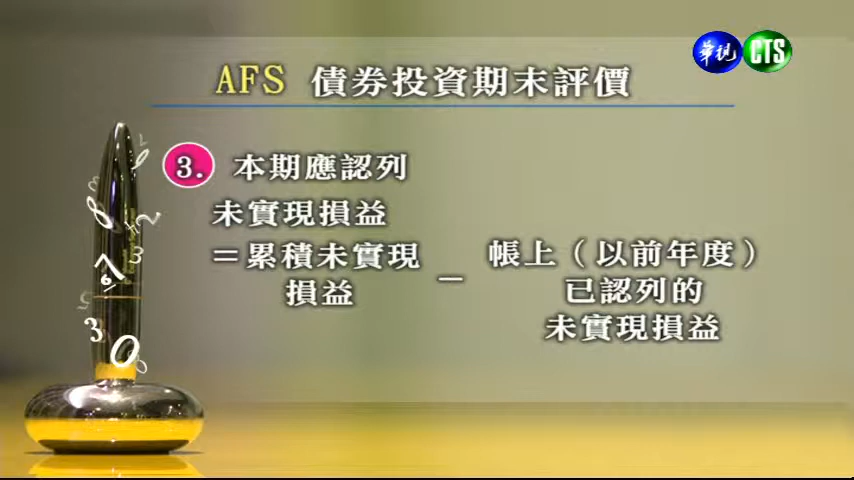 華視 CTS
AFS 債券投資期末評價
3. 本期應認列
未實現損益
＝累積未實現
損益
－
帳上（以前年度）
已認列的
未實現損益